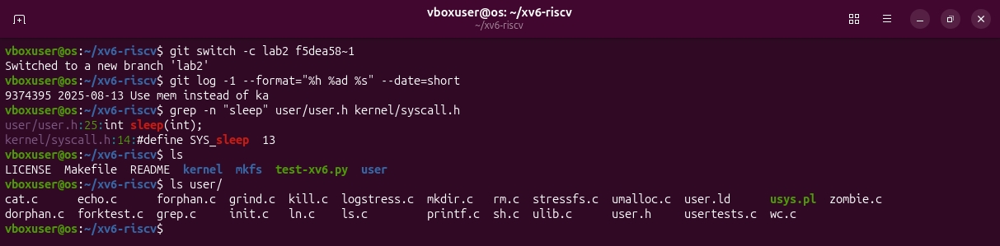 vboxuser@os: ~/xv6-riscv
~/xv6-riscv
vboxuser@os:~/xv6-riscv$ git switch -c lab2 f5dea58~1
Switched to a new branch 'lab2'
vboxuser@os:~/xv6-riscv$ git log -1 --format="%h %ad %s" --date=short
9374395 2025-08-13 Use mem instead of ka
vboxuser@os:~/xv6-riscv$ grep -n "sleep" user/user.h kernel/syscall.h
user/user.h:25:int sleep(int);
kernel/syscall.h:14:#define SYS_sleep  13
vboxuser@os:~/xv6-riscv$ ls
LICENSE  Makefile  README  kernel  mkfs  test-xv6.py  user
vboxuser@os:~/xv6-riscv$ ls user/
cat.c      echo.c      forphan.c  grind.c  kill.c  logstress.c  mkdir.c   rm.c  stressfs.c  umalloc.c  user.ld      usys.pl  zombie.c
dorphan.c  forktest.c  grep.c     init.c   ln.c    ls.c         printf.c  sh.c  ulib.c      user.h     usertests.c  wc.c
vboxuser@os:~/xv6-riscv$